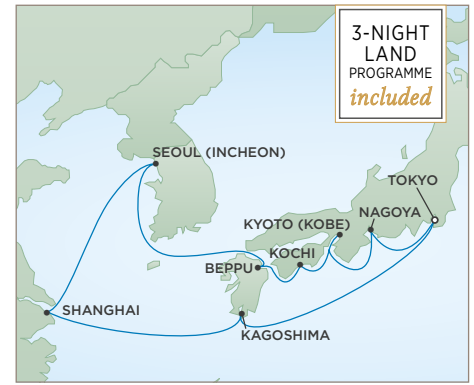 3-NIGHT
LAND
PROGRAMME
included
SEOUL (INCHEON)
TOKYO
NAGOYA
KYOTO (KOBE)
KOCHI
BEPPU
SHANGHAI
KAGOSHIMA